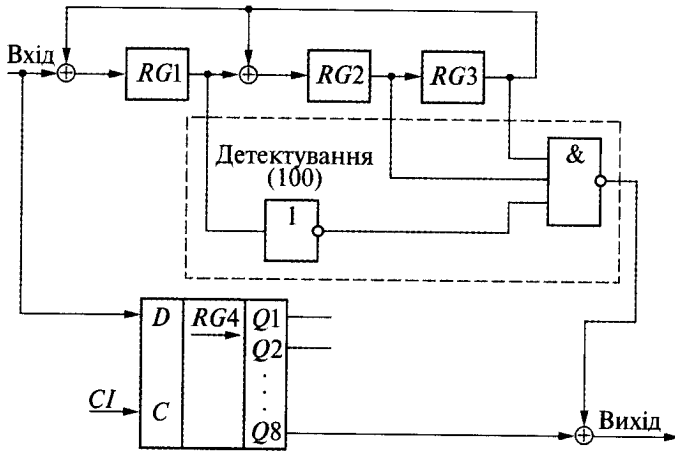 Вхід
RG1
RG2
RG3
Детектування
(100)
&
1
D
RG4
Q1
Q2
CI
C
Q8
Вихід